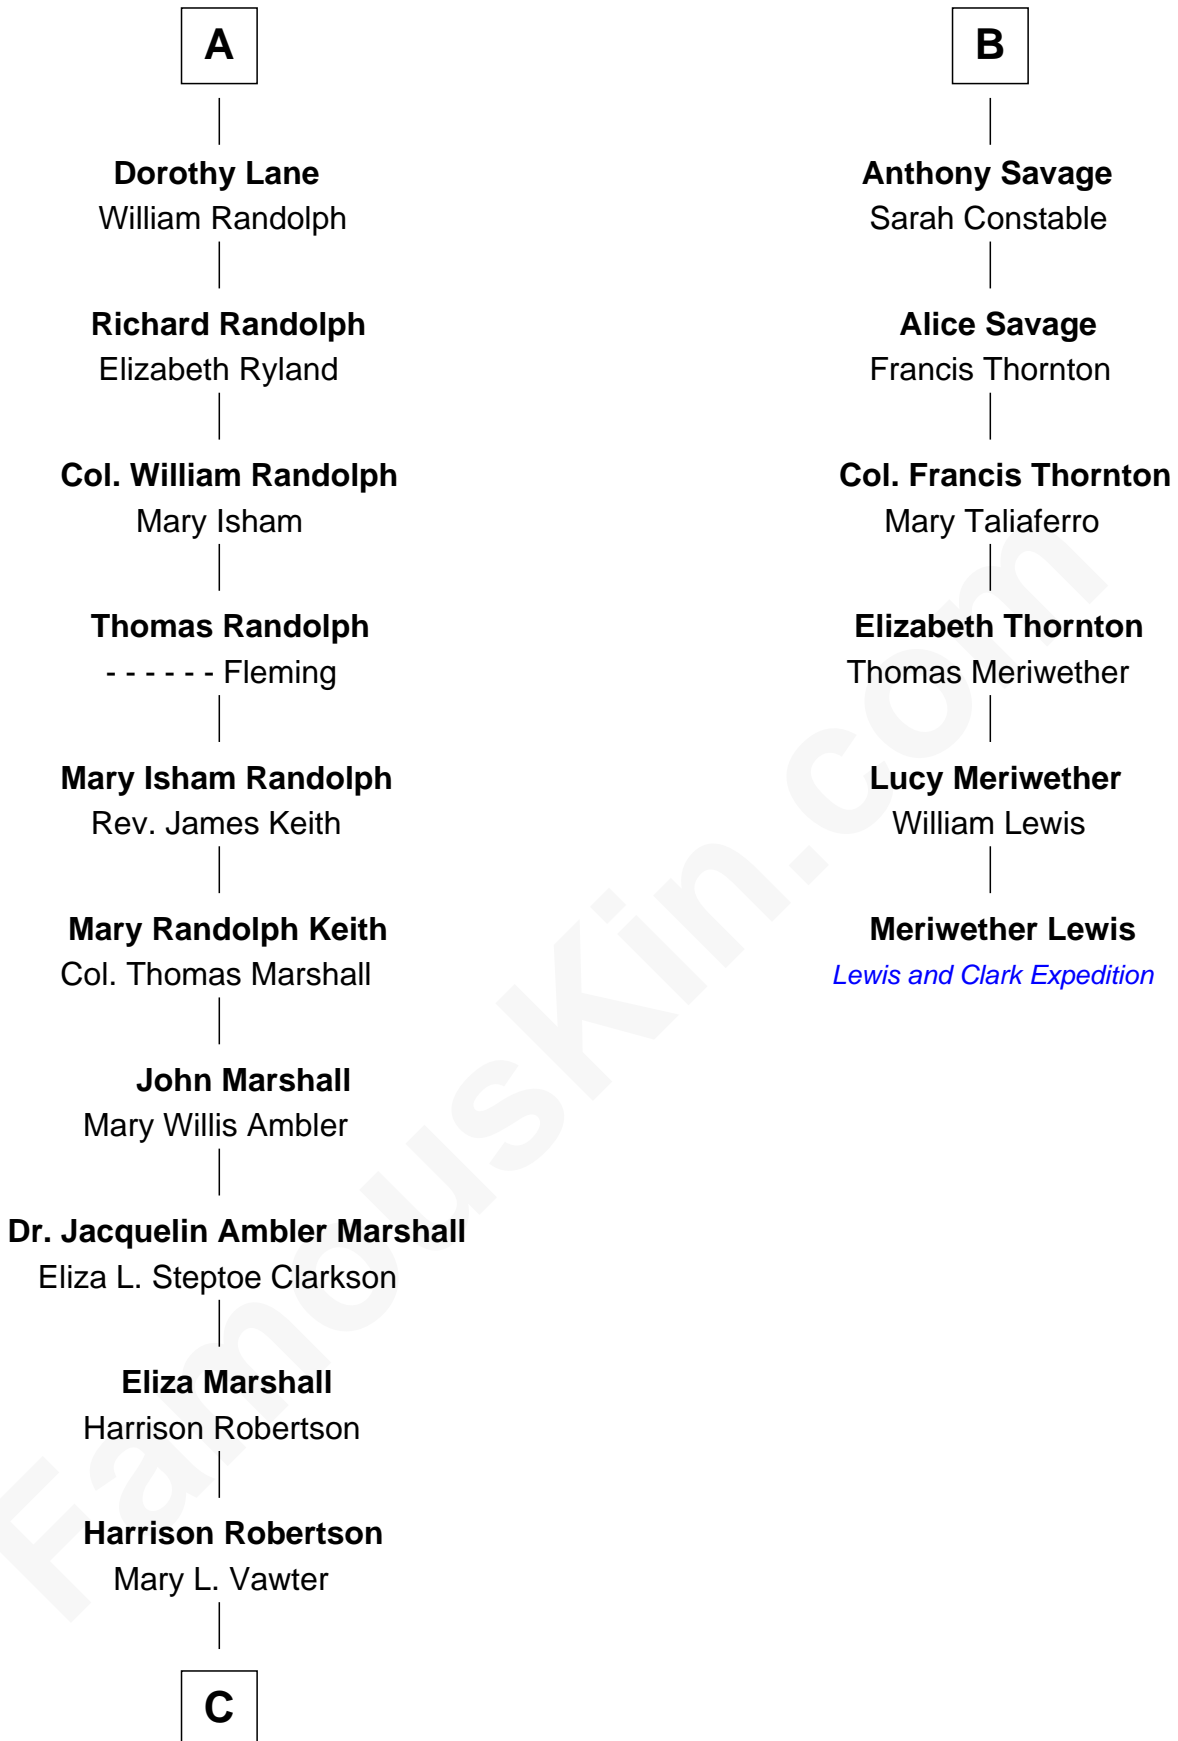 A
Dorothy Lane
William Randolph
Richard Randolph
Elizabeth Ryland
Col. William Randolph
Mary Isham
Thomas Randolph
- - - - - - Fleming
Mary Isham Randolph
Rev. James Keith
Mary Randolph Keith
Col. Thomas Marshall
John Marshall
Mary Willis Ambler
Dr. Jacquelin Ambler Marshall
Eliza L. Steptoe Clarkson
Eliza Marshall
Harrison Robertson
Harrison Robertson
Mary L. Vawter
C
B
Anthony Savage
Sarah Constable
Alice Savage
Francis Thornton
Col. Francis Thornton
Mary Taliaferro
Elizabeth Thornton
Thomas Meriwether
Lucy Meriwether
William Lewis
Meriwether Lewis
Lewis and Clark Expedition
FamousKin.com